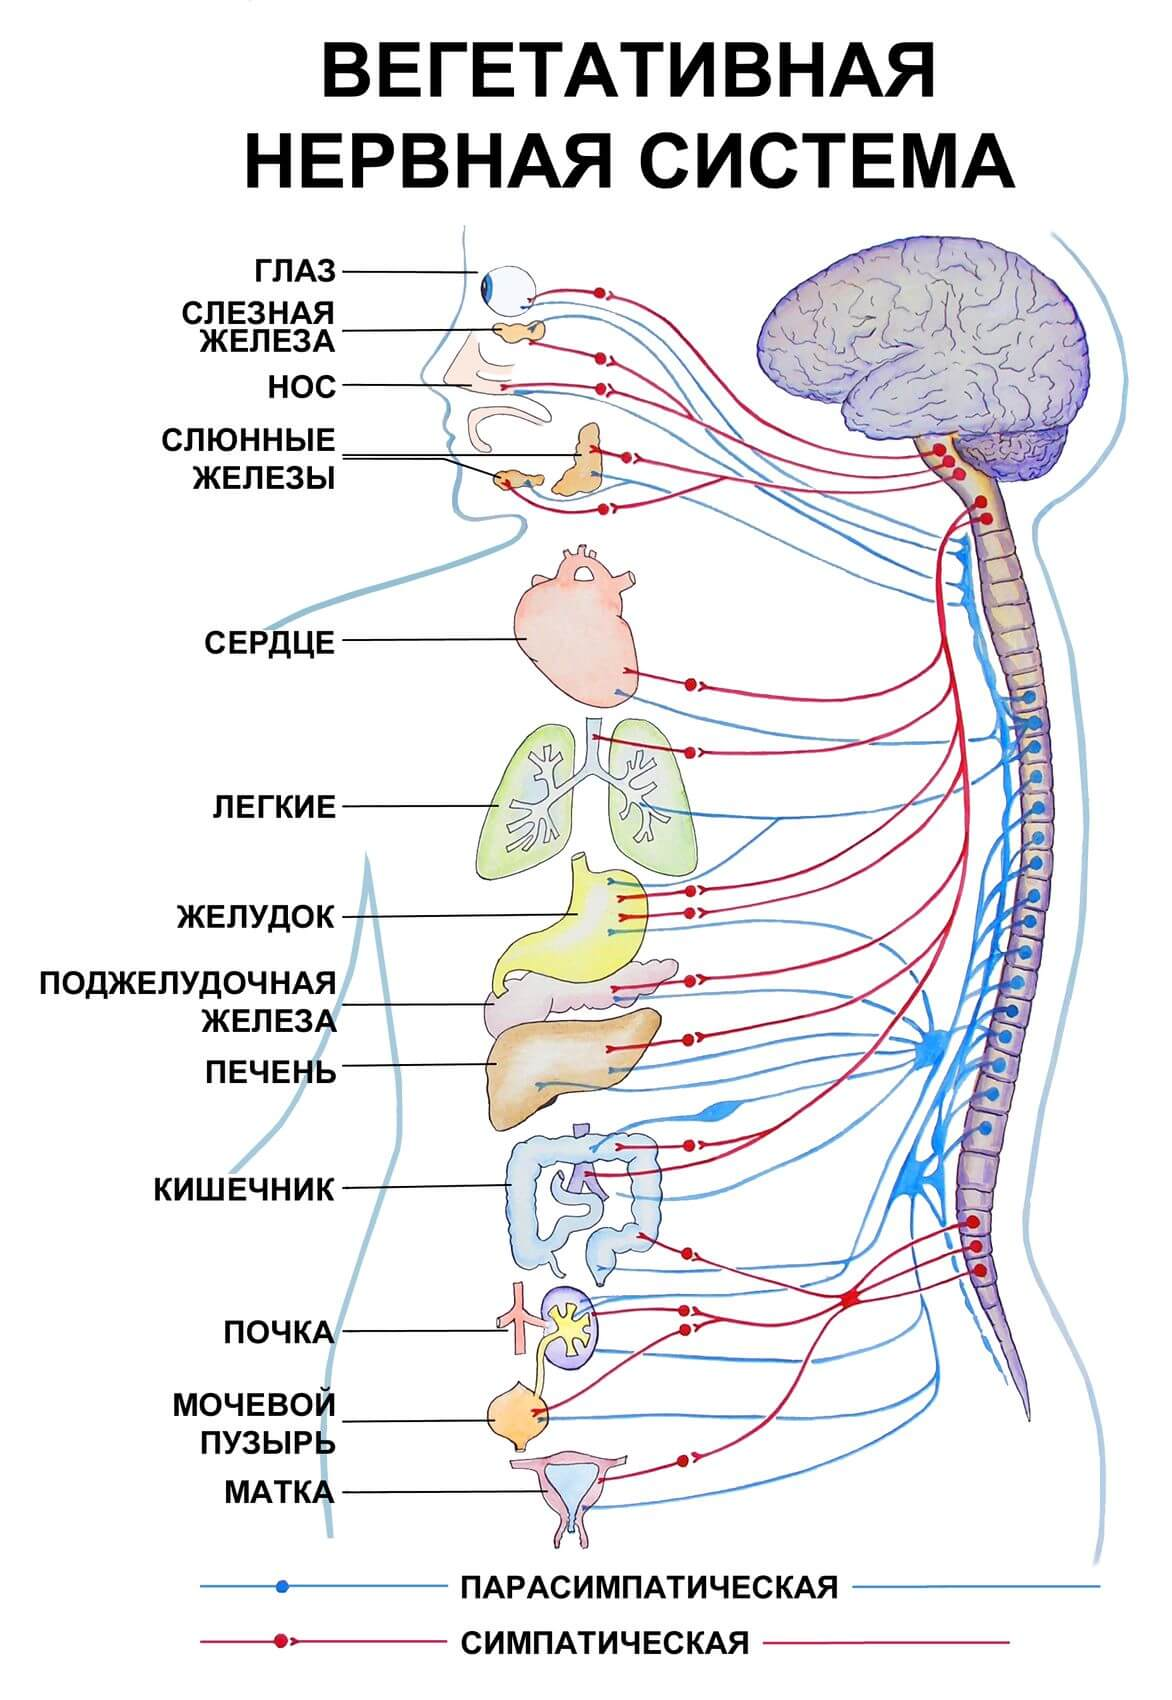 ВЕГЕТАТИВНАЯ
НЕРВНАЯ СИСТЕМА
ГЛАЗ
СЛЕЗНАЯ
ЖЕЛЕЗА
НОС
СЛЮННЫЕ
ЖЕЛЕЗЫ
СЕРДЦЕ
ЛЕГКИЕ
ЖЕЛУДОК
ПОДЖЕЛУДОЧНАЯ
ЖЕЛЕЗА
ПЕЧЕНЬ
КИШЕЧНИК
ПОЧКА
МОЧЕВОЙ
ПУЗЫРЬ
МАТКА
ПАРАСИМПАТИЧЕСКАЯ
СИМПАТИЧЕСКАЯ